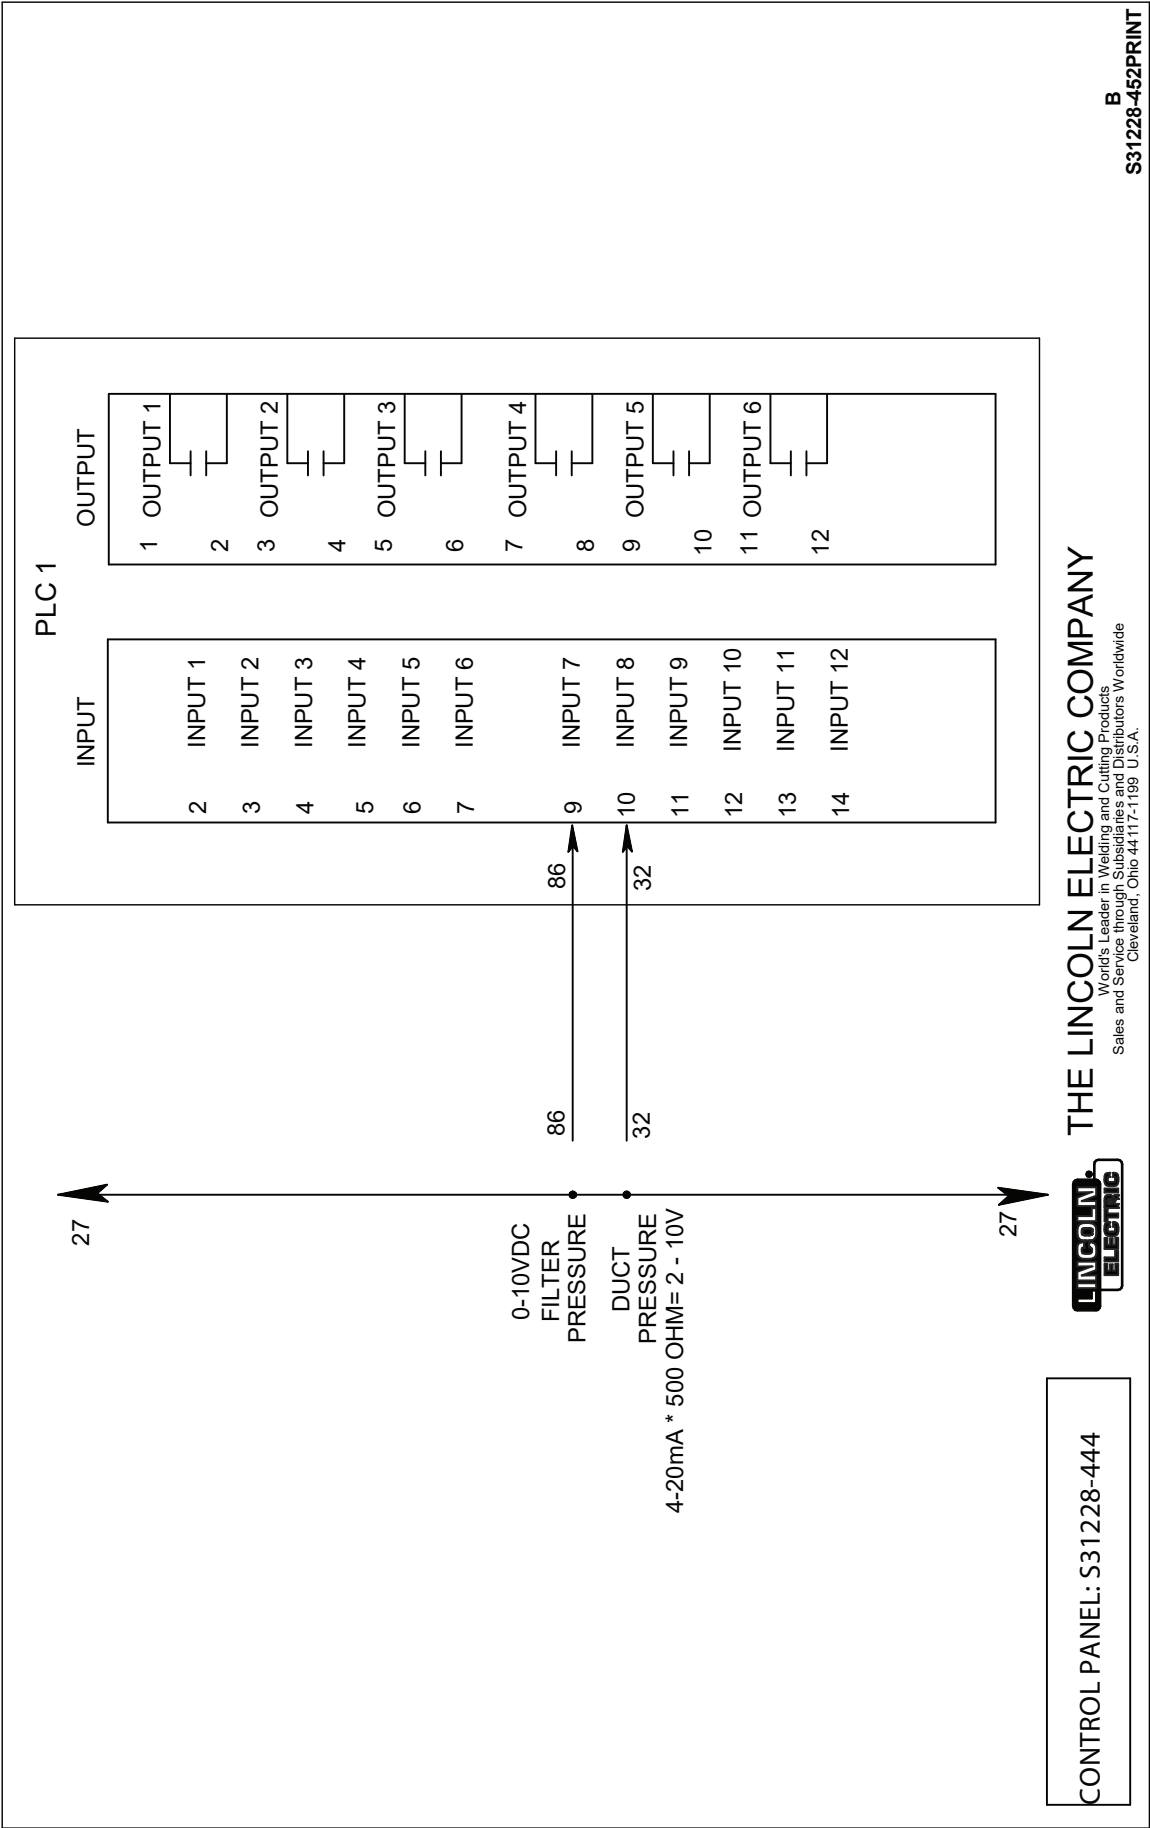 PLC 1
INPUT
OUTPUT
2 INPUT 1
3 INPUT 2
4 INPUT 3
5 INPUT 4
6 INPUT 5
7 INPUT 6
9 INPUT 7
10 INPUT 8
11 INPUT 9
12 INPUT 10
13 INPUT 11
14 INPUT 12
1 OUTPUT 1
2
3 OUTPUT 2
4
5 OUTPUT 3
6
7 OUTPUT 4
8
9 OUTPUT 5
10
11 OUTPUT 6
12
27
0-10VDC
FILTER
PRESSURE
86
86
DUCT
PRESSURE
4-20mA * 500 OHM= 2 - 10V
32
32
27
CONTROL PANEL: S31228-444
LINCOLN.
ELECTRIC
THE LINCOLN ELECTRIC COMPANY
World's Leader in Welding and Cutting Products
Sales and Service through Subsidiaries and Distributors Worldwide
Cleveland, Ohio 44117-1199 U.S.A.
B
S31228-452PRINT